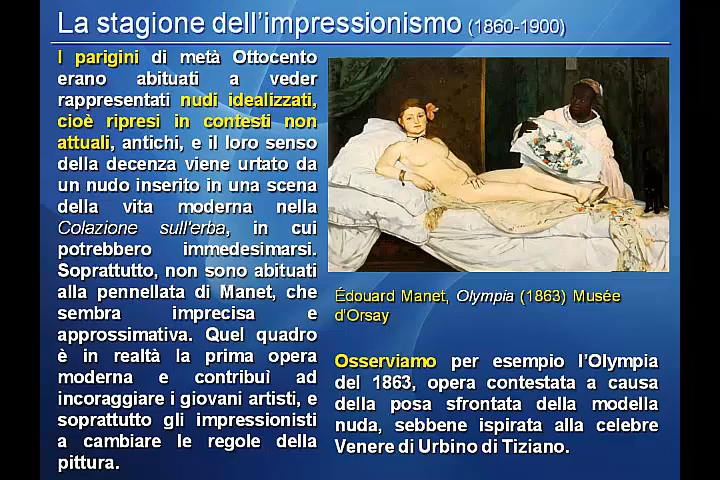 La stagione dell'impressionismo (1860-1900)
I parigini di metà Ottocento
erano abituati a veder
rappresentati nudi idealizzati,
cioè ripresi in contesti non
attuali, antichi, e il loro senso
della decenza viene urtato da
un nudo inserito in una scena
della vita moderna nella
Colazione sull'erba, in cui
potrebbero immedesimarsi.
Soprattutto, non sono abituati
alla pennellata di Manet, che
sembra imprecisa e
approssimativa. Quel quadro
è in realtà la prima opera
moderna e contribuì ad
incoraggiare i giovani artisti, e
soprattutto gli impressionisti
a cambiare le regole della
pittura.
Édouard Manet, Olympia (1863) Musée
d'Orsay
Osserviamo per esempio l'Olympia
del 1863, opera contestata a causa
della posa sfrontata della modella
nuda, sebbene ispirata alla celebre
Venere di Urbino di Tiziano.